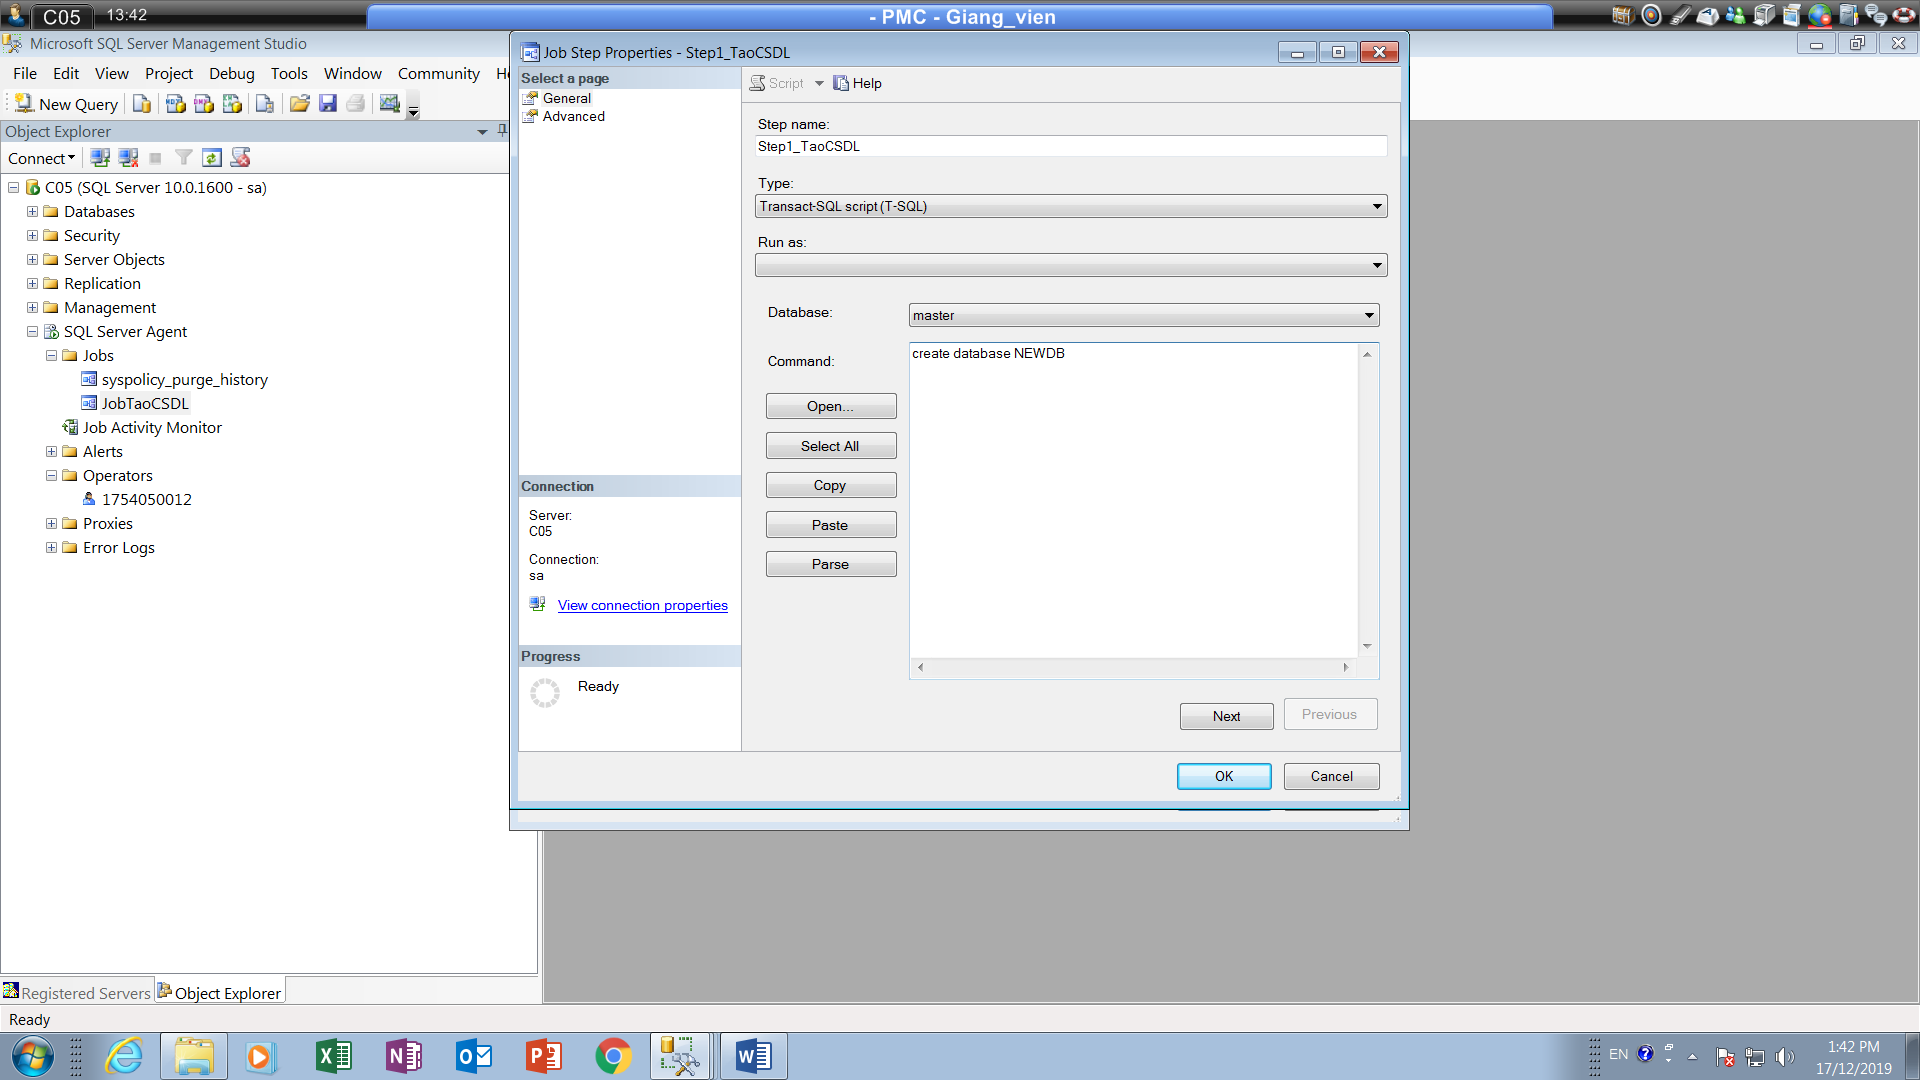 C05
13:42
- PMC - Giang_vien
Microsoft SQL Server Management Studio
File Edit View Project Debug Tools Window Community
New Query
Object Explorer
Connect
C05 (SQL Server 10.0.1600 - sa)
Databases
Security
Server Objects
Replication
Management
SQL Server Agent
Jobs
syspolicy_purge_history
JobTaoCSDL
Job Activity Monitor
Alerts
Operators
1754050012
Proxies
Error Logs
Registered Servers
Object Explorer
Ready
Job Step Properties - Step1_TaoCSDL
Select a page
General
Advanced
Connection
Server:
C05
Connection:
sa
View connection properties
Progress
Ready
Script
Help
Step name:
Step1_TaoCSDL
Type:
Transact-SQL script (T-SQL)
Run as:
Database:
master
Command:
create database NEWDB
Open...
Select All
Copy
Paste
Parse
Next
Previous
OK
Cancel
EN
1:42 PM
17/12/2019